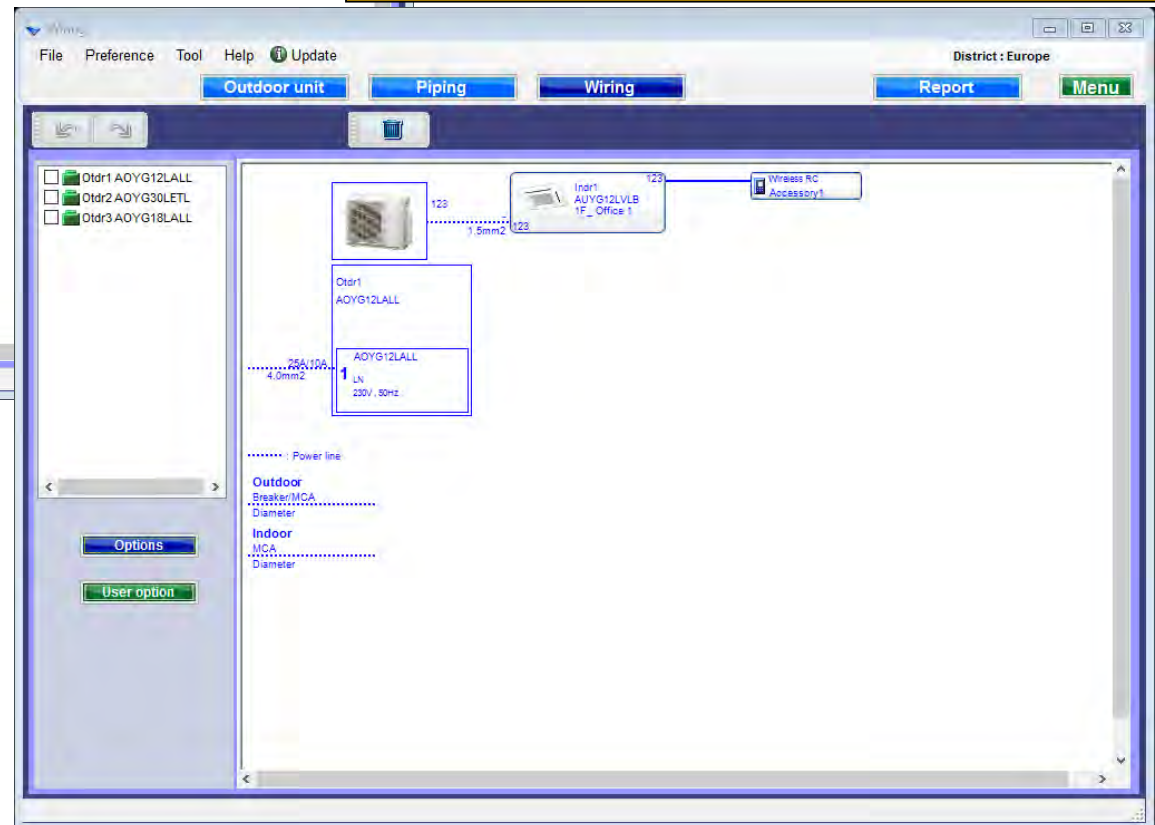 Wiring
File Preference Tool Help Update District : Europe
Outdoor unit Piping Wiring Report Menu
Otdr1 AOYG12LALL
Otdr2 AOYG30LETL
Otdr3 AOYG18LALL
123
1.5mm2
123
Indr1
AUYG12LVLB
1F_ Office 1
123
Wireless RC
Accessory1
Otdr1
AOYG12LALL
25A/10A
4.0mm2
AOYG12LALL
1
LN
230V , 50Hz
: Power line
Outdoor
Breaker/MCA
Diameter
Indoor
MCA
Diameter
Options
User option